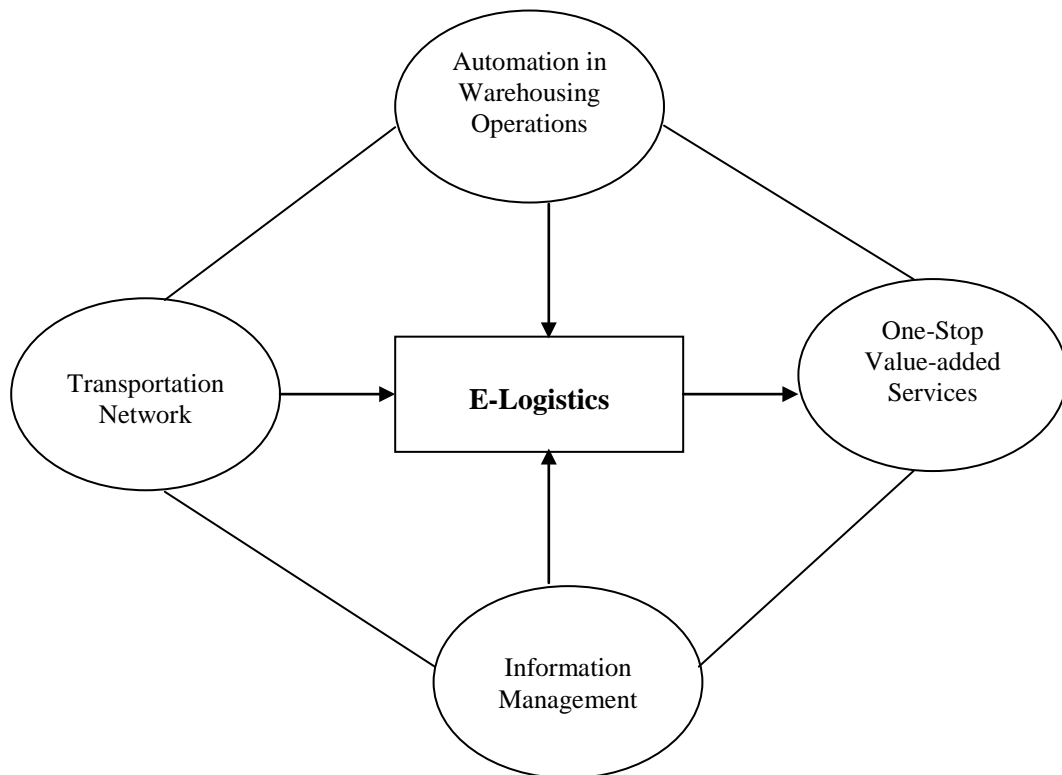 Automation in
Warehousing
Operations
One-Stop
Value-added
Services
Transportation
Network
E-Logistics
Information
Management